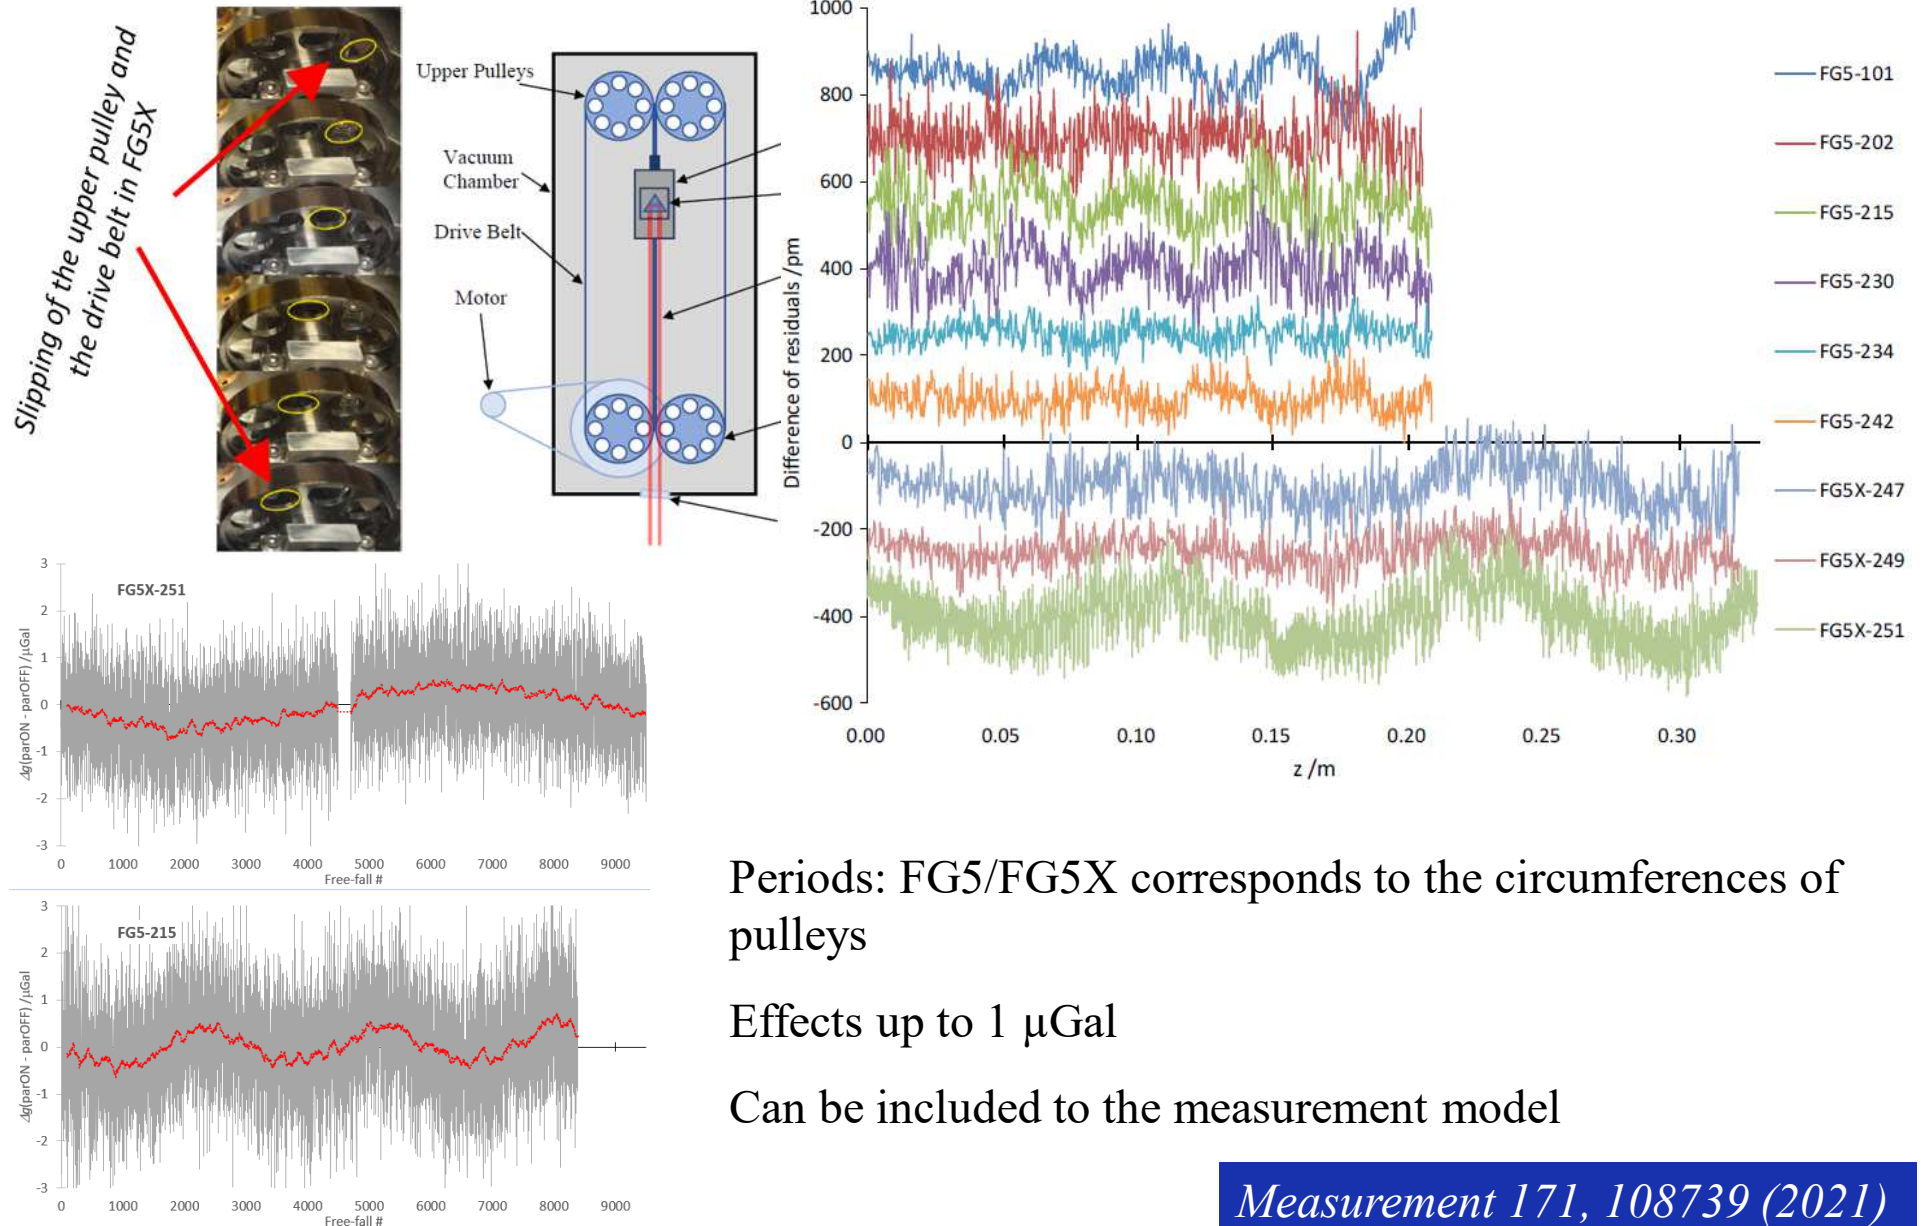 Slipping of the upper pulley and
the drive belt in FG5X
Upper Pulleys
Vacuum
Chamber
Drive Belt
Motor
1000
800
600
400
200
0
-200
-400
-600
Difference of residuals /pm
0.00
0.05
0.10
0.15
0.20
0.25
0.30
z /m
FG5-101
FG5-202
FG5-215
FG5-230
FG5-234
FG5-242
FG5X-247
FG5X-249
FG5X-251
FG5X-251
3
2
1
0
-1
-2
-3
Δg(parON - parOFF) /µGal
0
1000
2000
3000
4000
5000
6000
7000
8000
9000
Free-fall #
FG5-215
3
2
1
0
-1
-2
-3
Δg(parON - parOFF) /µGal
0
1000
2000
3000
4000
5000
6000
7000
8000
9000
Free-fall #
Periods: FG5/FG5X corresponds to the circumferences of
pulleys
Effects up to 1 µGal
Can be included to the measurement model
Measurement 171, 108739 (2021)